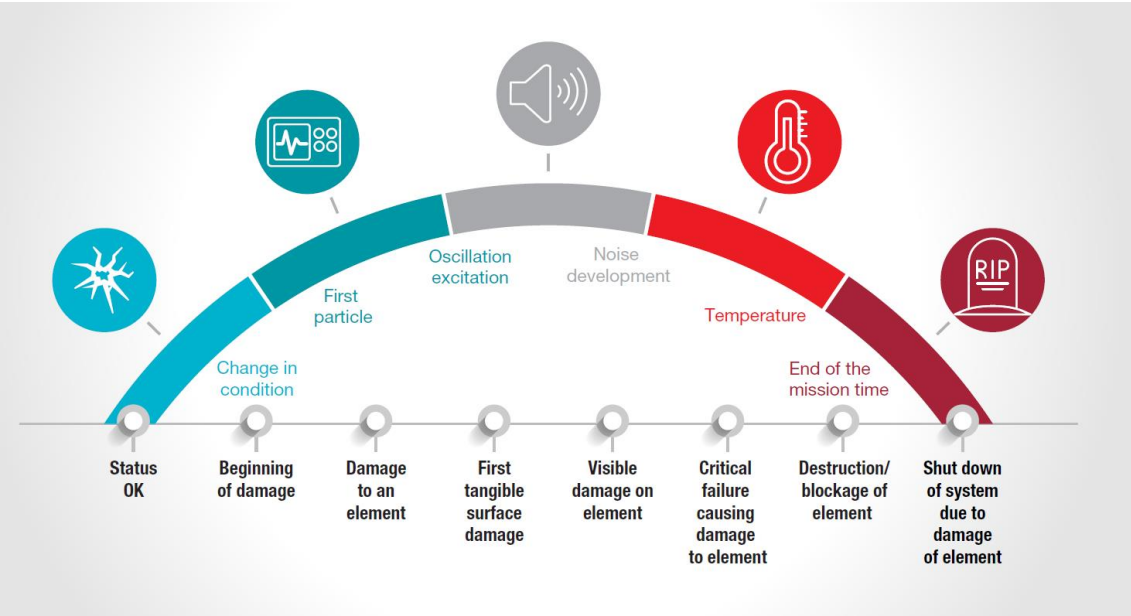 RIP
Oscillation
excitation
Noise
development
First
particle
Temperature
Change in
condition
End of the
mission time
Status
OK
Beginning
of damage
Damage
to an
element
First
tangible
surface
damage
Visible
damage on
element
Critical
failure
causing
damage
to element
Destruction/
blockage of
element
Shut down
of system
due to
damage
of element